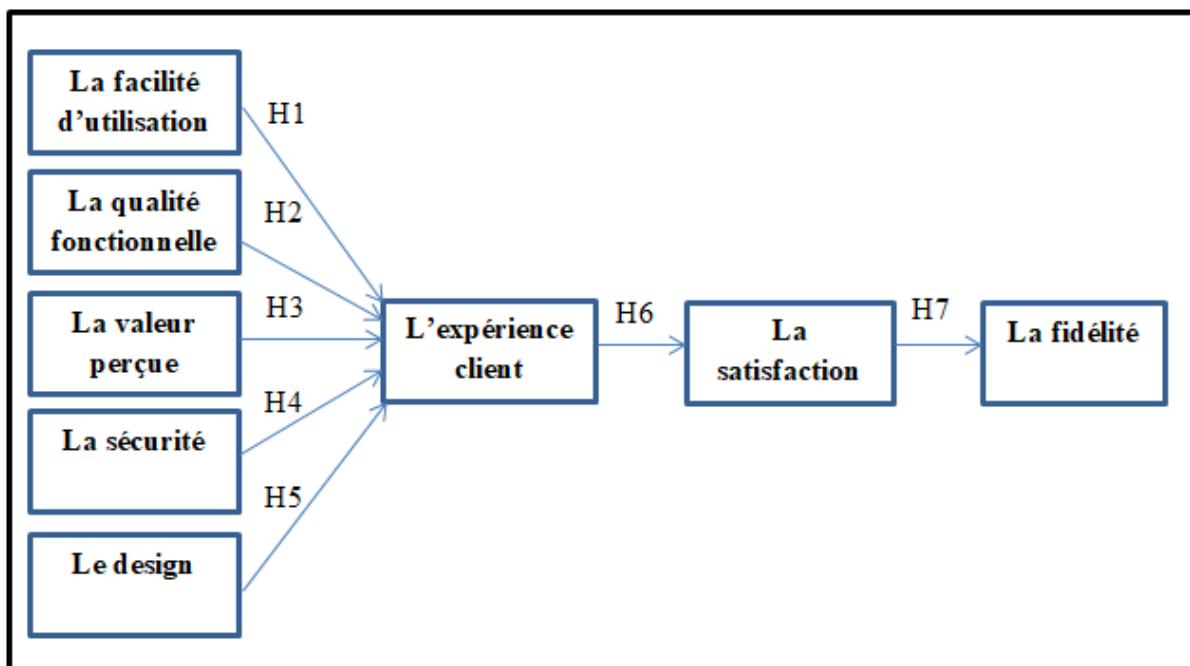 La facilité
d'utilisation
H1
La qualité
fonctionnelle
H2
La valeur
perçue
H3
La sécurité
H4
Le design
H5
L'expérience
client
H6
La
satisfaction
H7
La fidélité